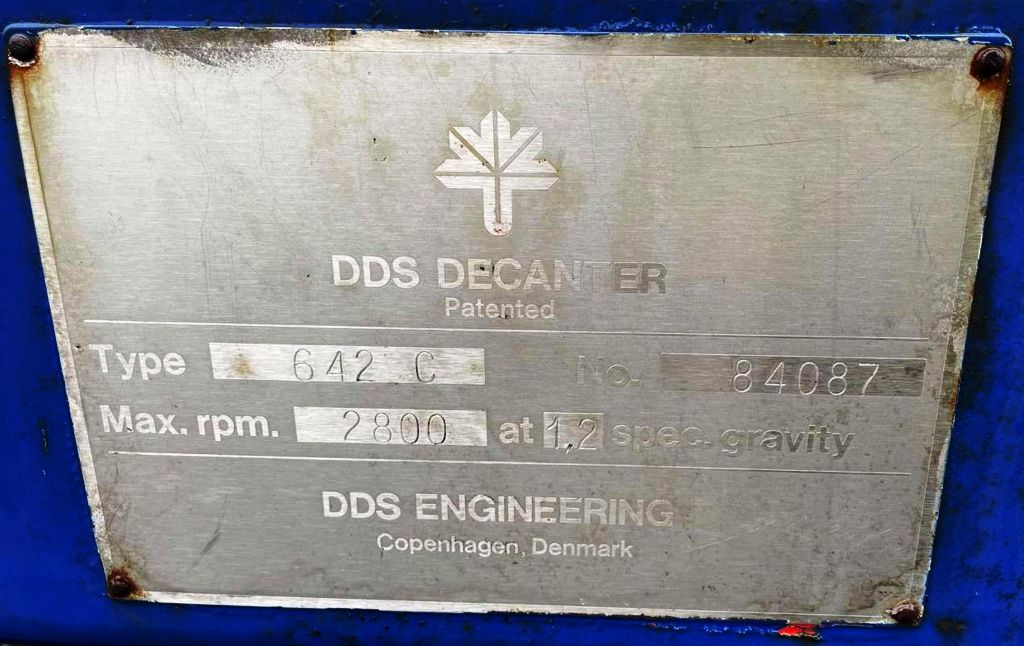 DDS DECANTER
Patented
Type 642 C No. 84087
Max. rpm. 2800 at 1,2 spec. gravity
DDS ENGINEERING
Copenhagen, Denmark